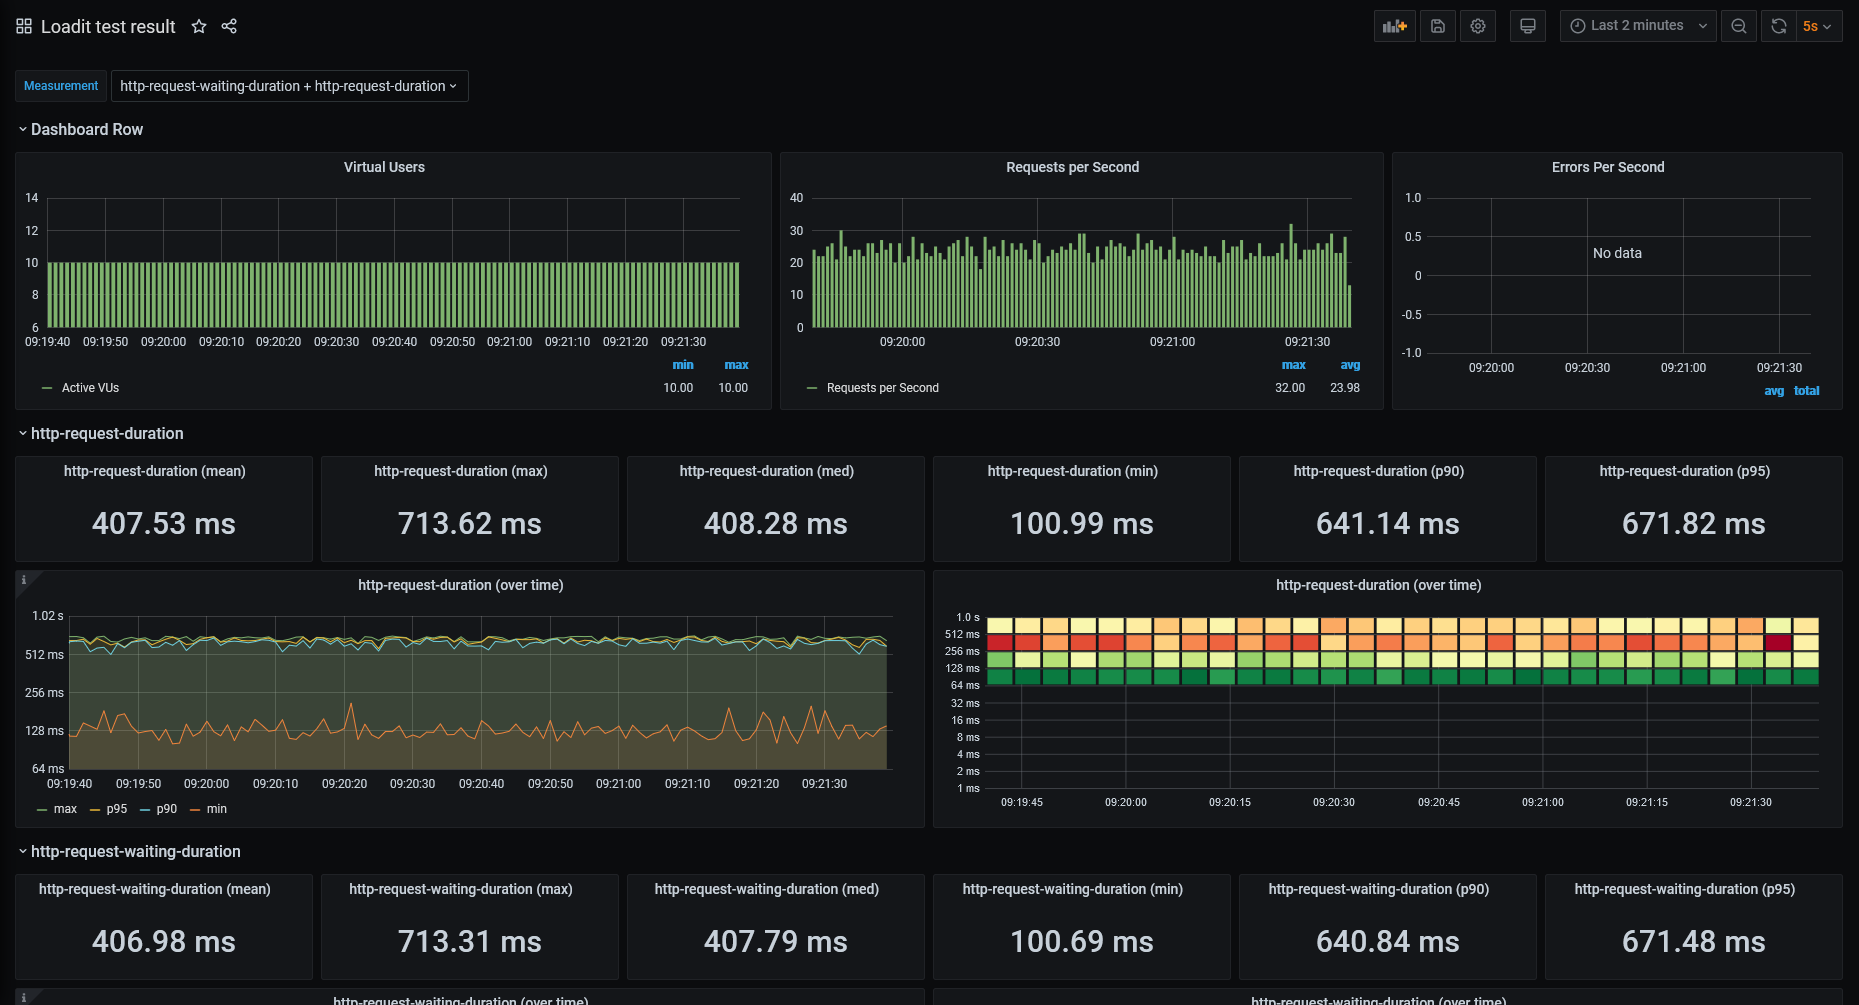 Loadit test result
Last 2 minutes
5s
Measurement
http-request-waiting-duration + http-request-duration
Dashboard Row
Virtual Users
14
12
10
8
6
09:19:40 09:19:50 09:20:00 09:20:10 09:20:20 09:20:30 09:20:40 09:20:50 09:21:00 09:21:10 09:21:20 09:21:30
min max
Active VUs 10.00 10.00
Requests per Second
40
30
20
10
0
09:20:00 09:20:30 09:21:00 09:21:30
max avg
Requests per Second 32.00 23.98
Errors Per Second
1.0
0.5
0
-0.5
-1.0
No data
09:20:00 09:20:30 09:21:00 09:21:30
avg total
http-request-duration
http-request-duration (mean)
407.53 ms
http-request-duration (max)
713.62 ms
http-request-duration (med)
408.28 ms
http-request-duration (min)
100.99 ms
http-request-duration (p90)
641.14 ms
http-request-duration (p95)
671.82 ms
i
http-request-duration (over time)
1.02 s
512 ms
256 ms
128 ms
64 ms
09:19:40 09:19:50 09:20:00 09:20:10 09:20:20 09:20:30 09:20:40 09:20:50 09:21:00 09:21:10 09:21:20 09:21:30
max p95 p90 min
http-request-duration (over time)
1.0 s
512 ms
256 ms
128 ms
64 ms
32 ms
16 ms
8 ms
4 ms
2 ms
1 ms
09:19:45 09:20:00 09:20:15 09:20:30 09:20:45 09:21:00 09:21:15 09:21:30
http-request-waiting-duration
http-request-waiting-duration (mean)
406.98 ms
http-request-waiting-duration (max)
713.31 ms
http-request-waiting-duration (med)
407.79 ms
http-request-waiting-duration (min)
100.69 ms
http-request-waiting-duration (p90)
640.84 ms
http-request-waiting-duration (p95)
671.48 ms
i
http-request-waiting-duration (over time)
http-request-waiting-duration (over time)